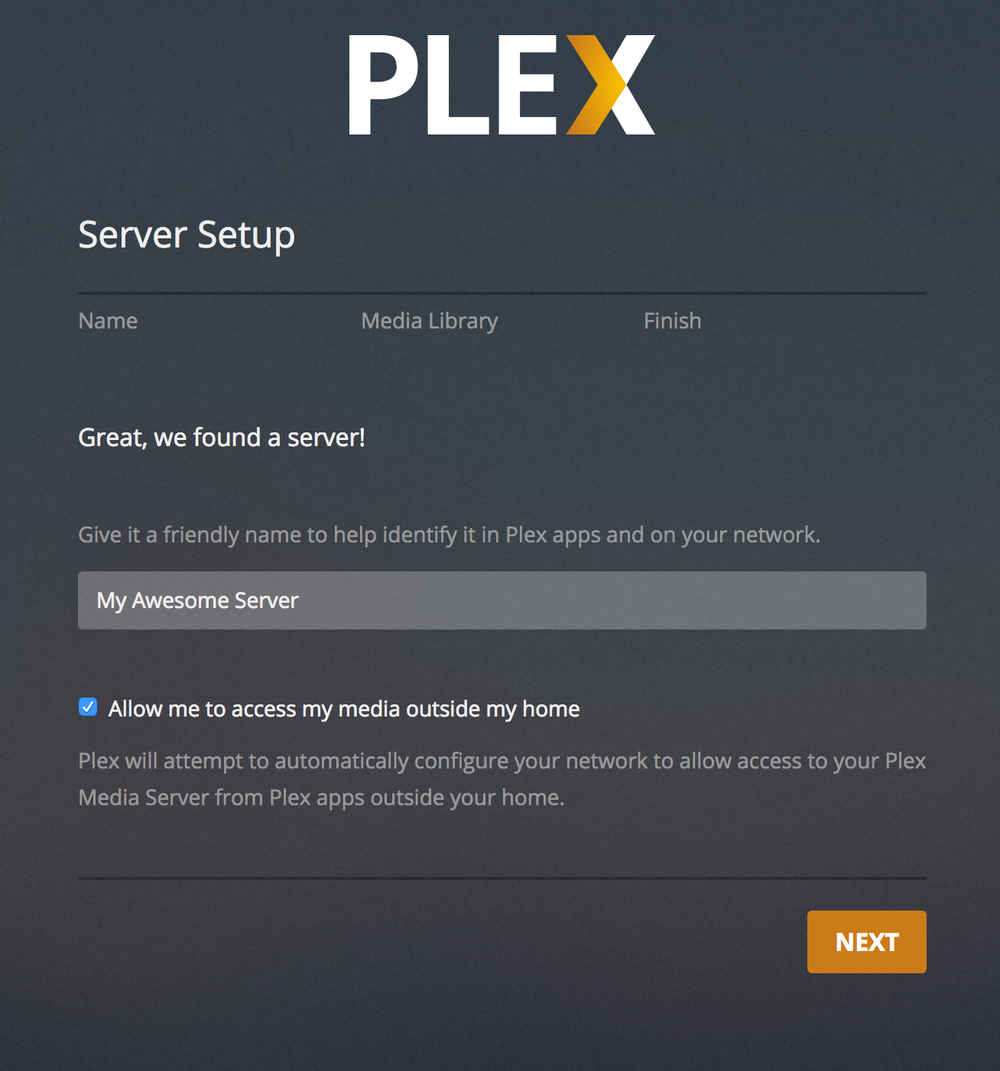 PLEX
Server Setup
Name
Media Library
Finish
Great, we found a server!
Give it a friendly name to help identify it in Plex apps and on your network.
My Awesome Server
Allow me to access my media outside my home
Plex will attempt to automatically configure your network to allow access to your Plex
Media Server from Plex apps outside your home.
NEXT